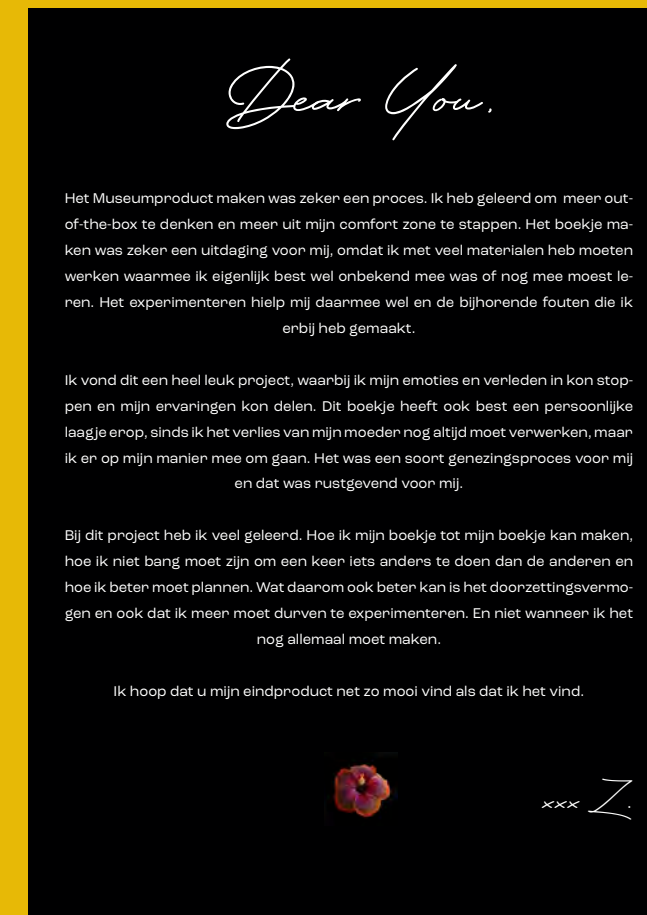 Dear You.
Het Museumproduct maken was zeker een proces. Ik heb geleerd om meer out-
of-the-box te denken en meer uit mijn comfort zone te stappen. Het boekje ma-
ken was zeker een uitdaging voor mij, omdat ik met veel materialen heb moeten
werken waarmee ik eigenlijk best wel onbekend mee was of nog mee moest le-
ren. Het experimenteren hielp mij daarmee wel en de bijhorende fouten die ik
erbij heb gemaakt.
Ik vond dit een heel leuk project, waarbij ik mijn emoties en verleden in kon stop-
pen en mijn ervaringen kon delen. Dit boekje heeft ook best een persoonlijke
laagje erop, sinds ik het verlies van mijn moeder nog altijd moet verwerken, maar
ik er op mijn manier mee om gaan. Het was een soort genezingsproces voor mij
en dat was rustgevend voor mij.
Bij dit project heb ik veel geleerd. Hoe ik mijn boekje tot mijn boekje kan maken,
hoe ik niet bang moet zijn om een keer iets anders te doen dan de anderen en
hoe ik beter moet plannen. Wat daarom ook beter kan is het doorzettingsvermo-
gen en ook dat ik meer moet durven te experimenteren. En niet wanneer ik het
nog allemaal moet maken.
Ik hoop dat u mijn eindproduct net zo mooi vind als dat ik het vind.
xxx Z.